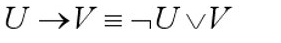 U → V ≡ ¬U ∨ V